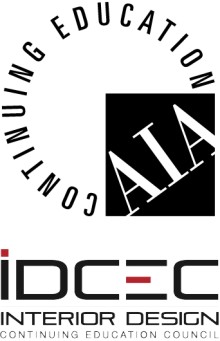 CONTINUING EDUCATION
AIA
iDCEC
INTERIOR DESIGN
CONTINUING EDUCATION COUNCIL